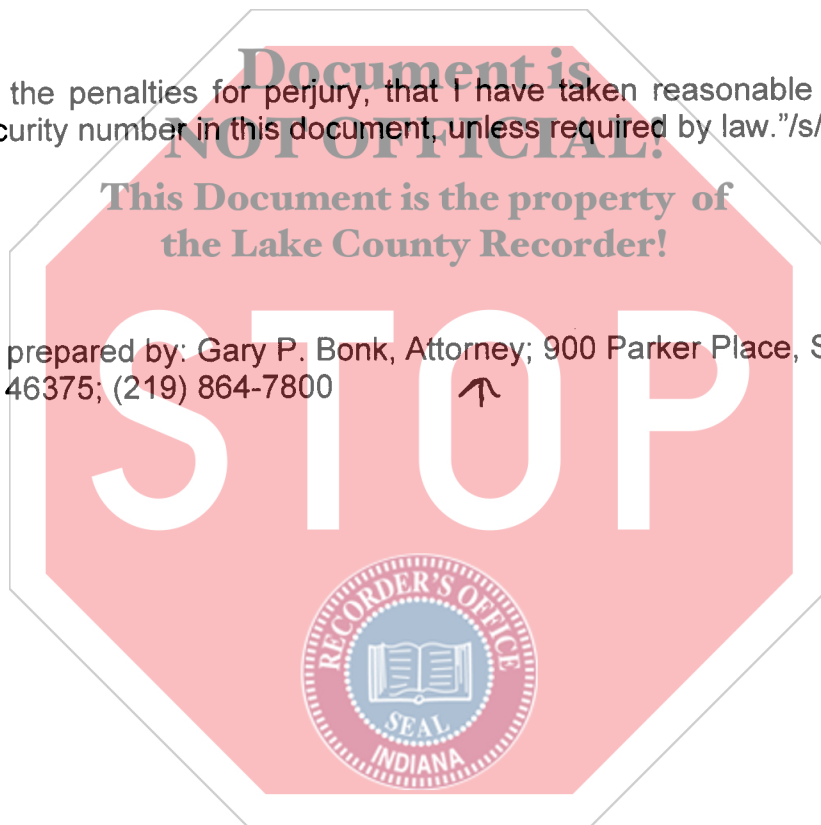 Document is
the penalties for perjury, that I have taken reasonable
curity number in this document, unless required by law."/s/
NOT OFFICIAL!
This Document is the property of
the Lake County Recorder!
prepared by: Gary P. Bonk, Attorney; 900 Parker Place, S
46375; (219) 864-7800
STOP
RECORDER'S OFFICE
SEAL
INDIANA